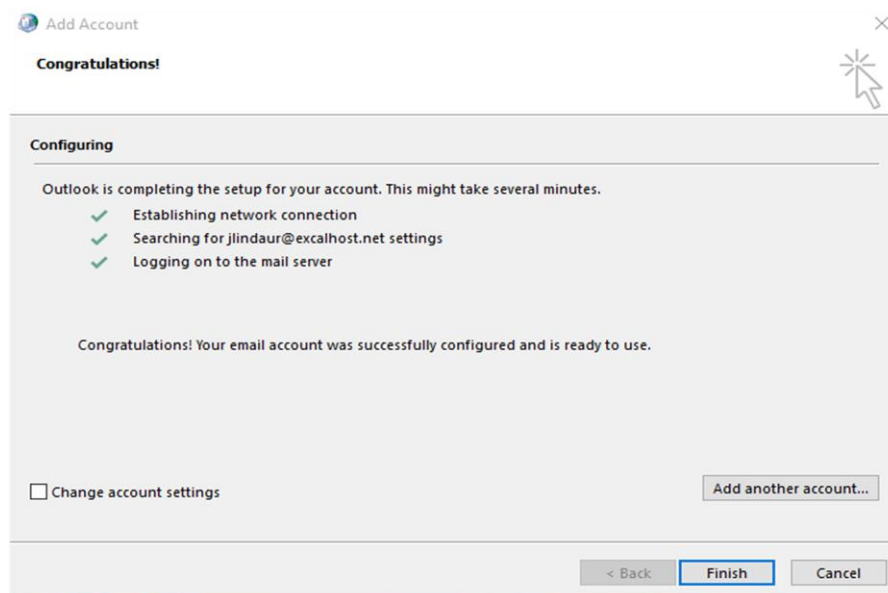 Add Account
Congratulations!
Configuring
Outlook is completing the setup for your account. This might take several minutes.
Establishing network connection
Searching for jlindaur@excalhost.net settings
Logging on to the mail server
Congratulations! Your email account was successfully configured and is ready to use.
Change account settings
Add another account...
< Back
Finish
Cancel